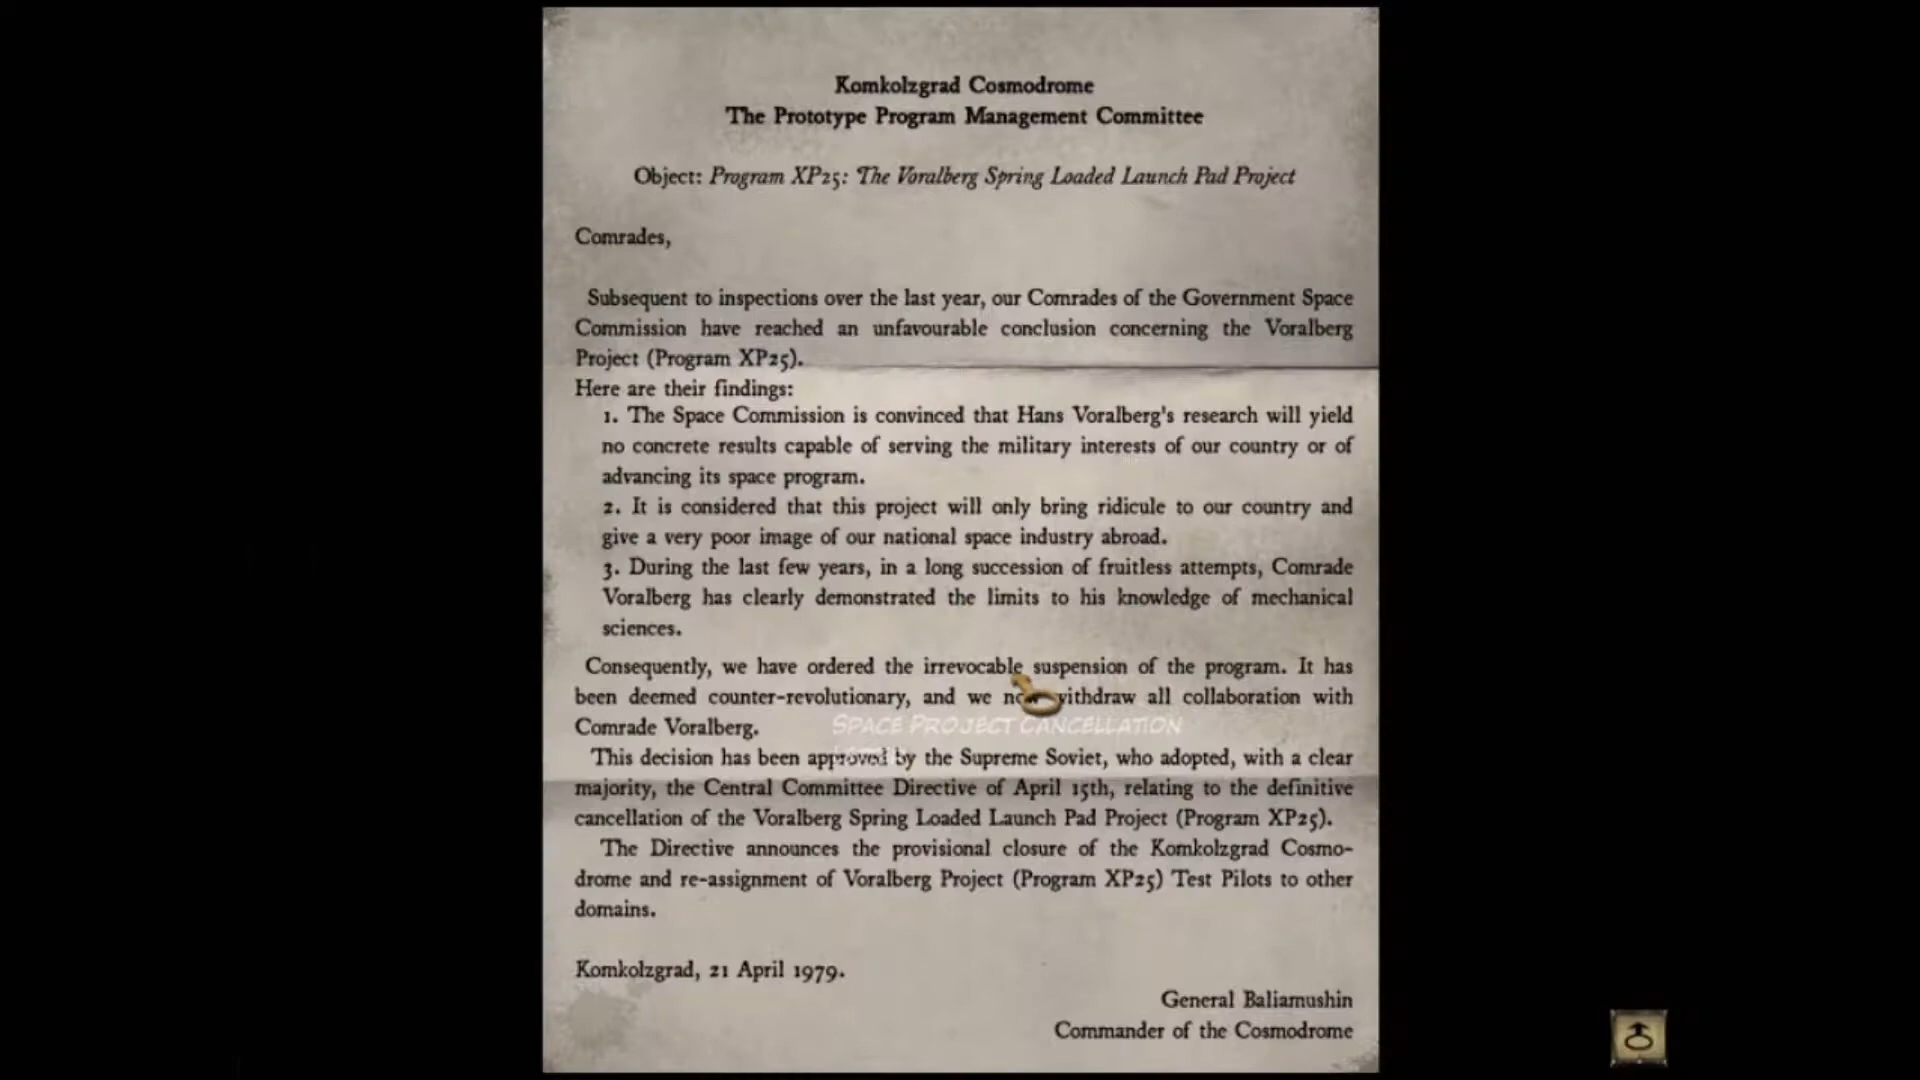 Komkolzgrad Cosmodrome
The Prototype Program Management Committee
Object: Program XP25: The Voralberg Spring Loaded Launch Pad Project
Comrades,
Subsequent to inspections over the last year, our Comrades of the Government Space
Commission have reached an unfavourable conclusion concerning the Voralberg
Project (Program XP25).
Here are their findings:
1. The Space Commission is convinced that Hans Voralberg's research will yield
no concrete results capable of serving the military interests of our country or of
advancing its space program.
2. It is considered that this project will only bring ridicule to our country and
give a very poor image of our national space industry abroad.
3. During the last few years, in a long succession of fruitless attempts, Comrade
Voralberg has clearly demonstrated the limits to his knowledge of mechanical
sciences.
Consequently, we have ordered the irrevocable suspension of the program. It has
been deemed counter-revolutionary, and we now withdraw all collaboration with
Comrade Voralberg.
SPACE PROJECT CANCELLATION
This decision has been approved by the Supreme Soviet, who adopted, with a clear
majority, the Central Committee Directive of April 15th, relating to the definitive
cancellation of the Voralberg Spring Loaded Launch Pad Project (Program XP25).
The Directive announces the provisional closure of the Komkolzgrad Cosmo-
drome and re-assignment of Voralberg Project (Program XP25) Test Pilots to other
domains.
Komkolzgrad, 21 April 1979.
General Baliamushin
Commander of the Cosmodrome